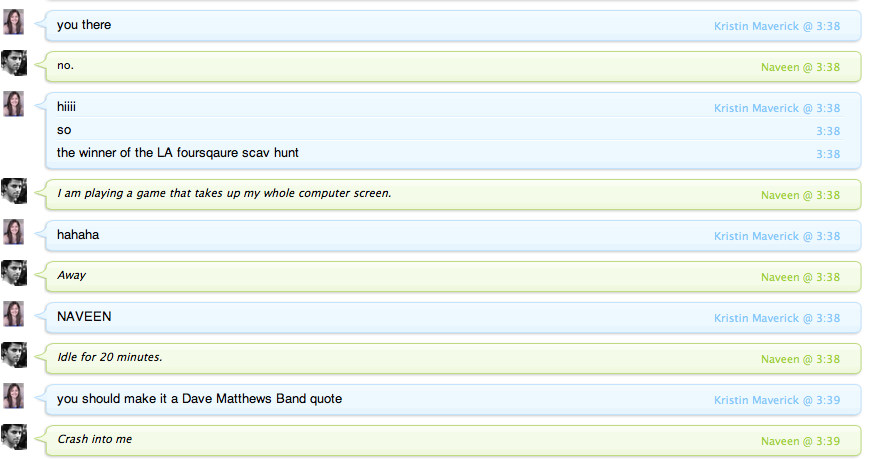 you there Kristin Maverick @ 3:38
no. Naveen @ 3:38
hiiii Kristin Maverick @ 3:38
so 3:38
the winner of the LA foursqaure scav hunt 3:38
I am playing a game that takes up my whole computer screen. Naveen @ 3:38
hahaha Kristin Maverick @ 3:38
Away Naveen @ 3:38
NAVEEN Kristin Maverick @ 3:38
Idle for 20 minutes. Naveen @ 3:38
you should make it a Dave Matthews Band quote Kristin Maverick @ 3:39
Crash into me Naveen @ 3:39